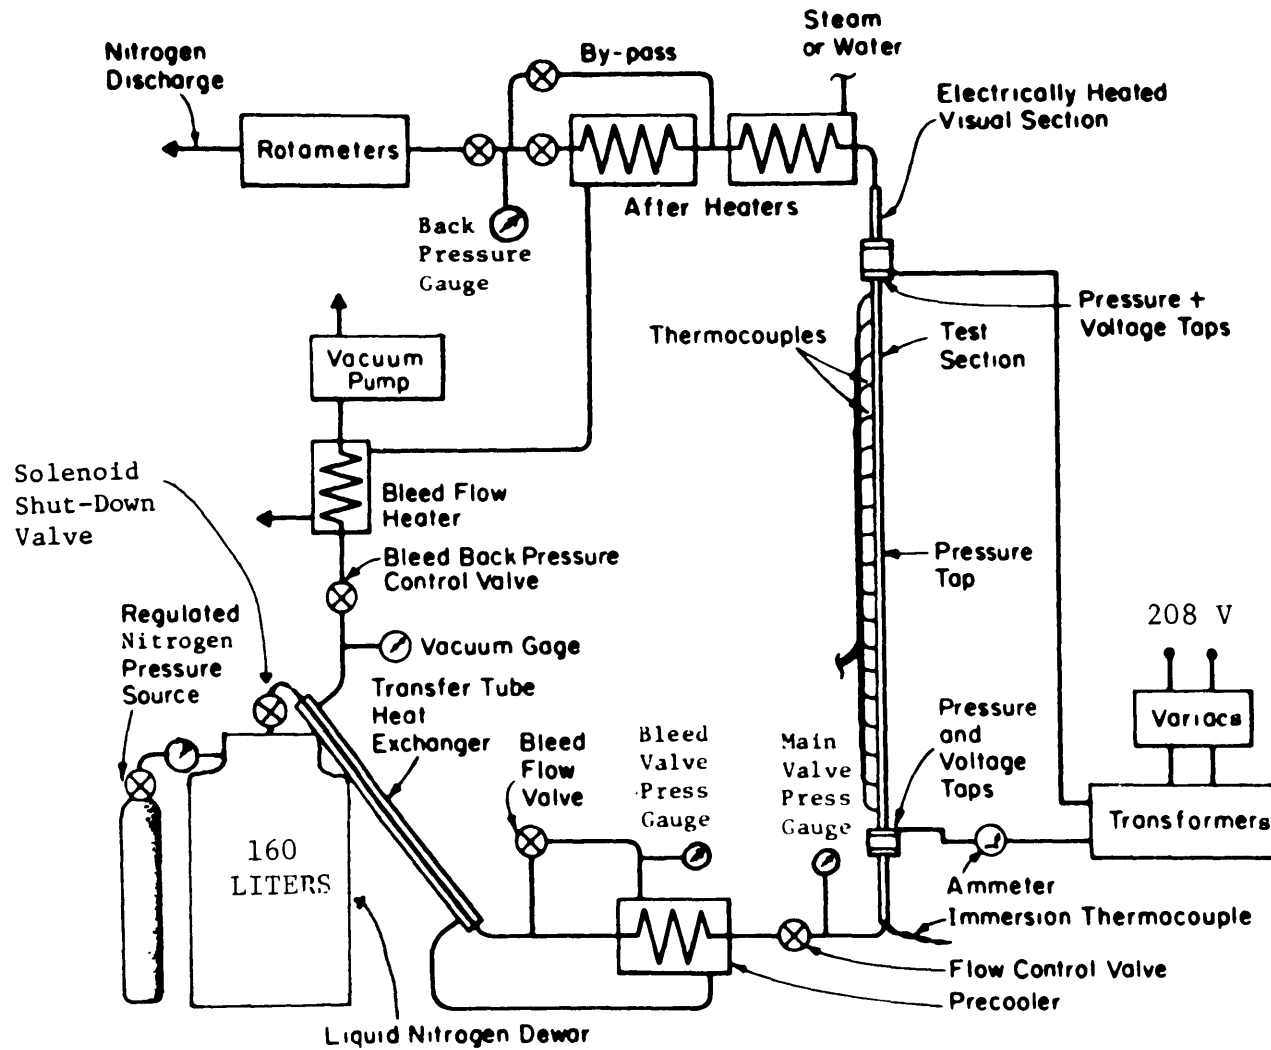 Steam
or Water
Nitrogen
Discharge
By-pass
Electrically Heated
Visual Section
Rotameters
After Heaters
Back
Pressure
Gauge
Pressure +
Voltage Taps
Thermocouples
Test
Section
Vacuum
Pump
Solenoid
Shut-Down
Valve
Bleed Flow
Heater
Bleed Back Pressure
Control Valve
Pressure
Tap
Regulated
Nitrogen
Pressure
Source
208 V
Vacuum Gage
Transfer Tube
Heat
Exchanger
Variacs
Pressure
and
Voltage
Taps
Bleed
Flow
Valve
Bleed
Valve
Press
Gauge
Main
Valve
Press
Gauge
Transformers
160
LITERS
Ammeter
Immersion Thermocouple
Flow Control Valve
Precooler
Liquid Nitrogen Dewar